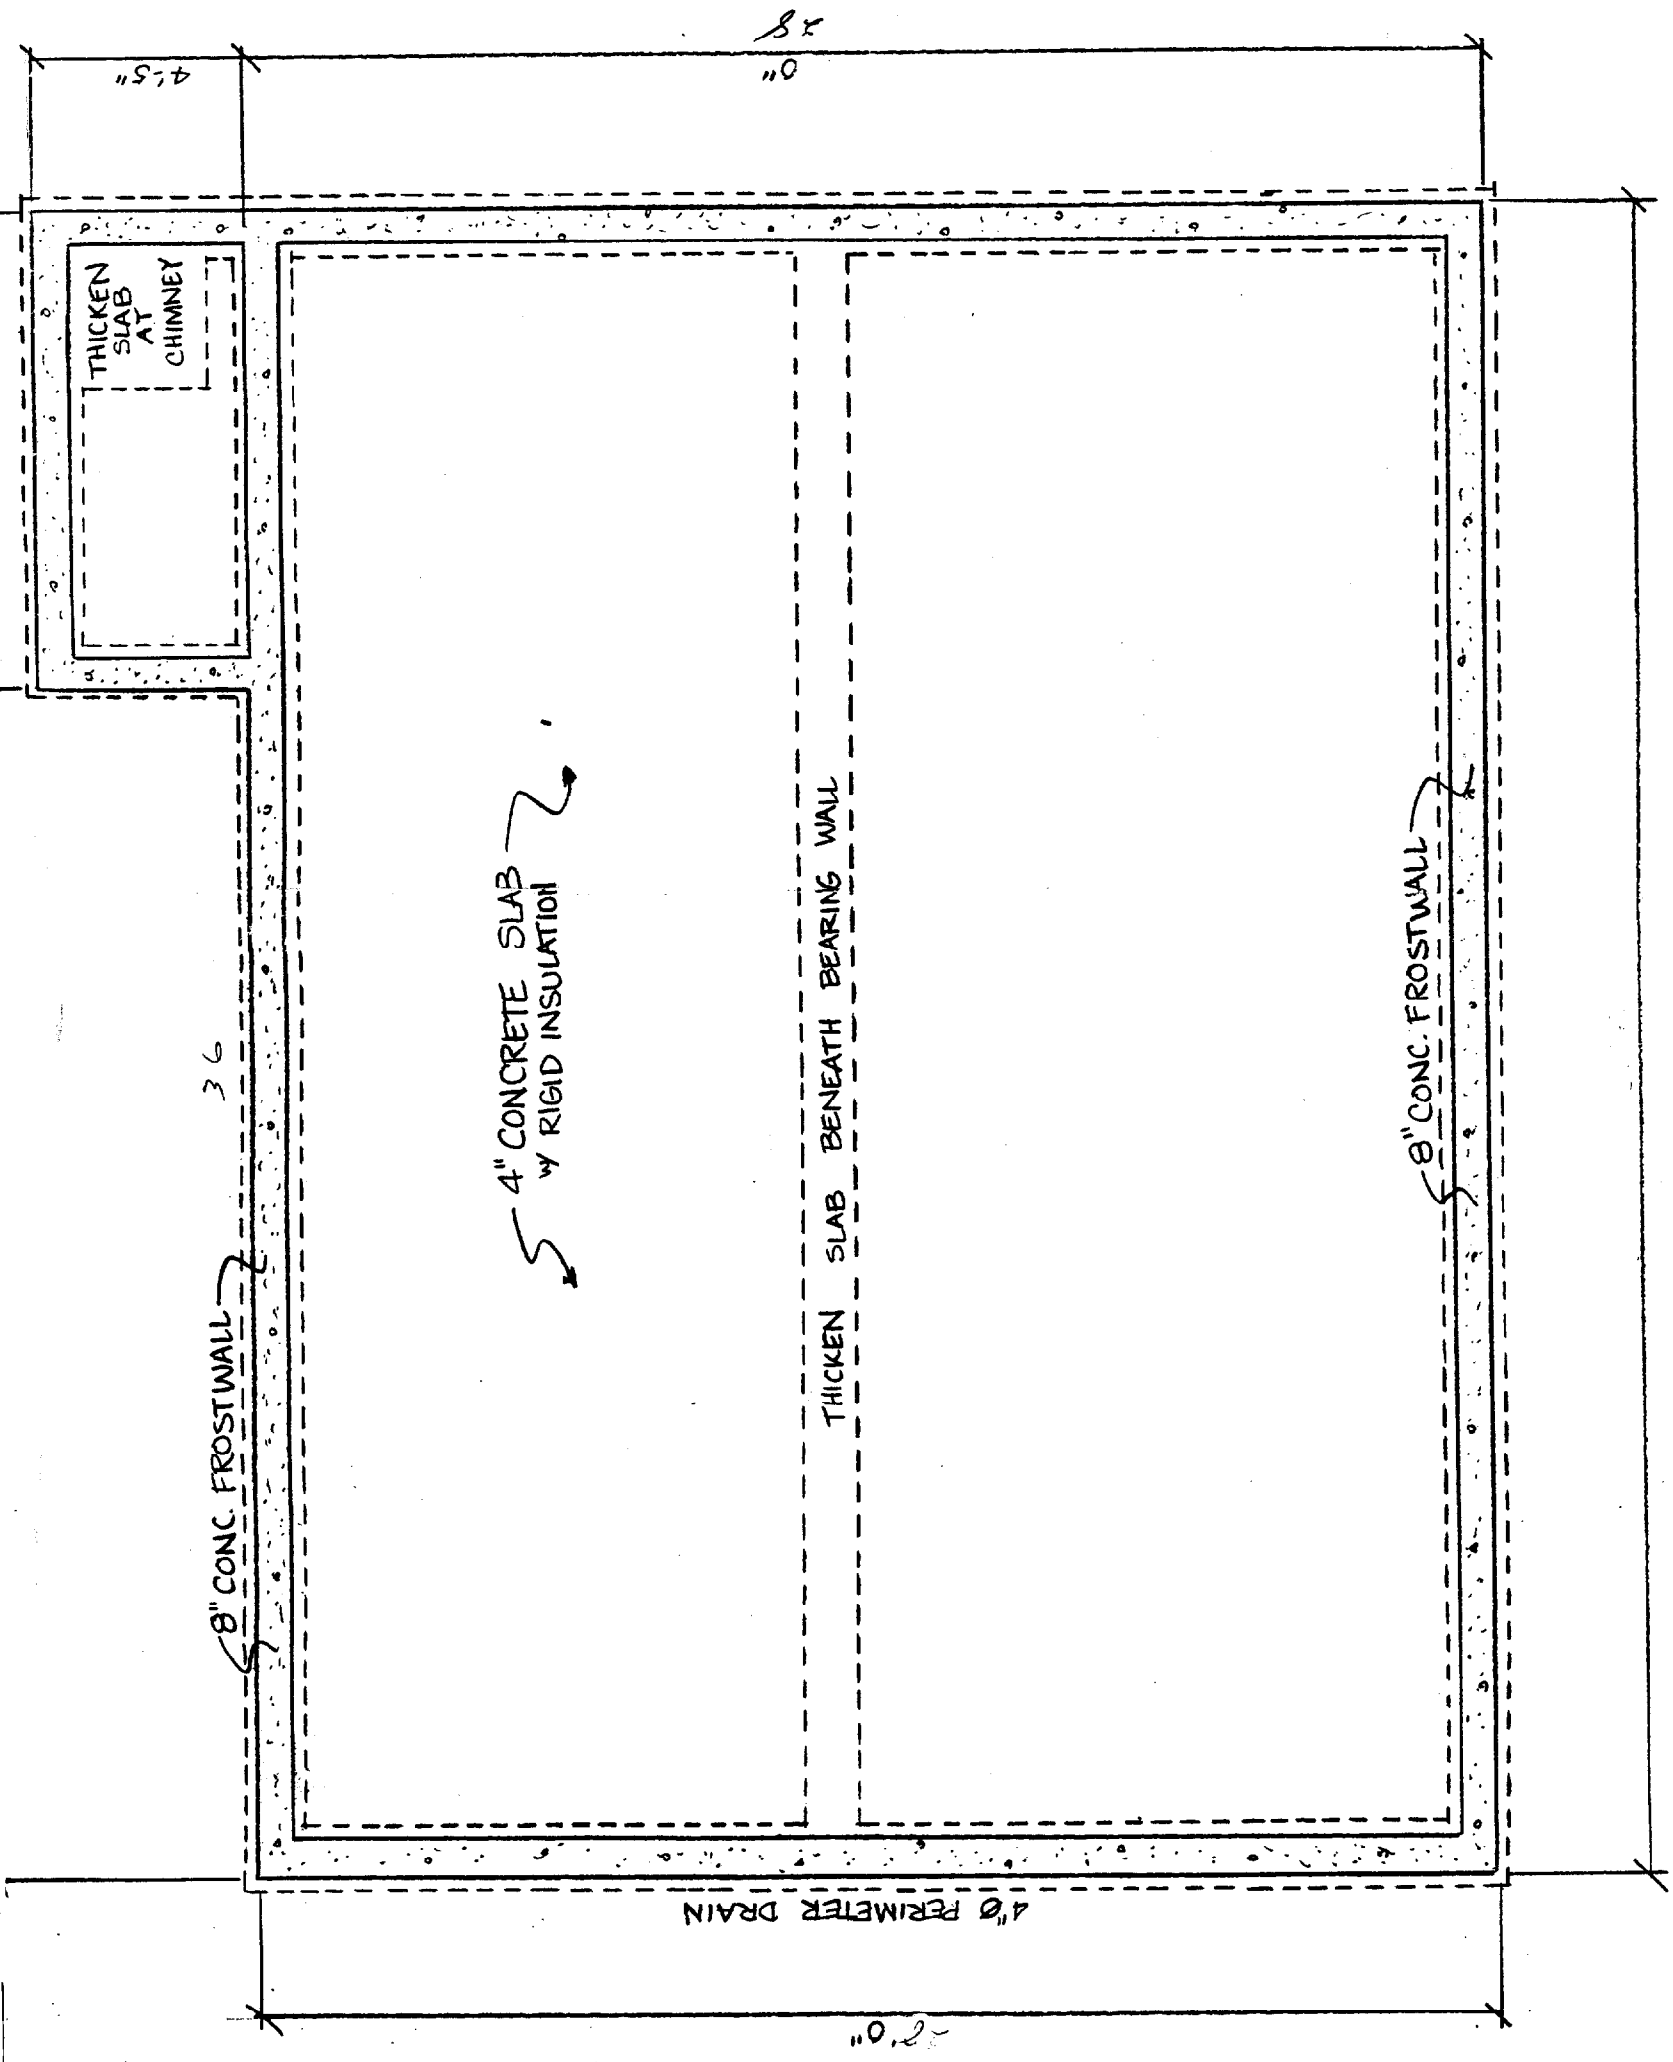 28
0"
4'-5"
THICKEN
SLAB
AT
CHIMNEY
36
8" CONC. FROSTWALL
4" CONCRETE SLAB
w/ RIGID INSULATION
THICKEN SLAB BENEATH BEARING WALL
8" CONC. FROSTWALL
4"Ø PERIMETER DRAIN
'0"